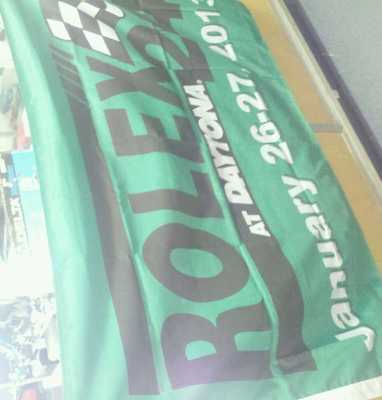 ROLEX 24
AT DAYTONA
January 26-27, 2013